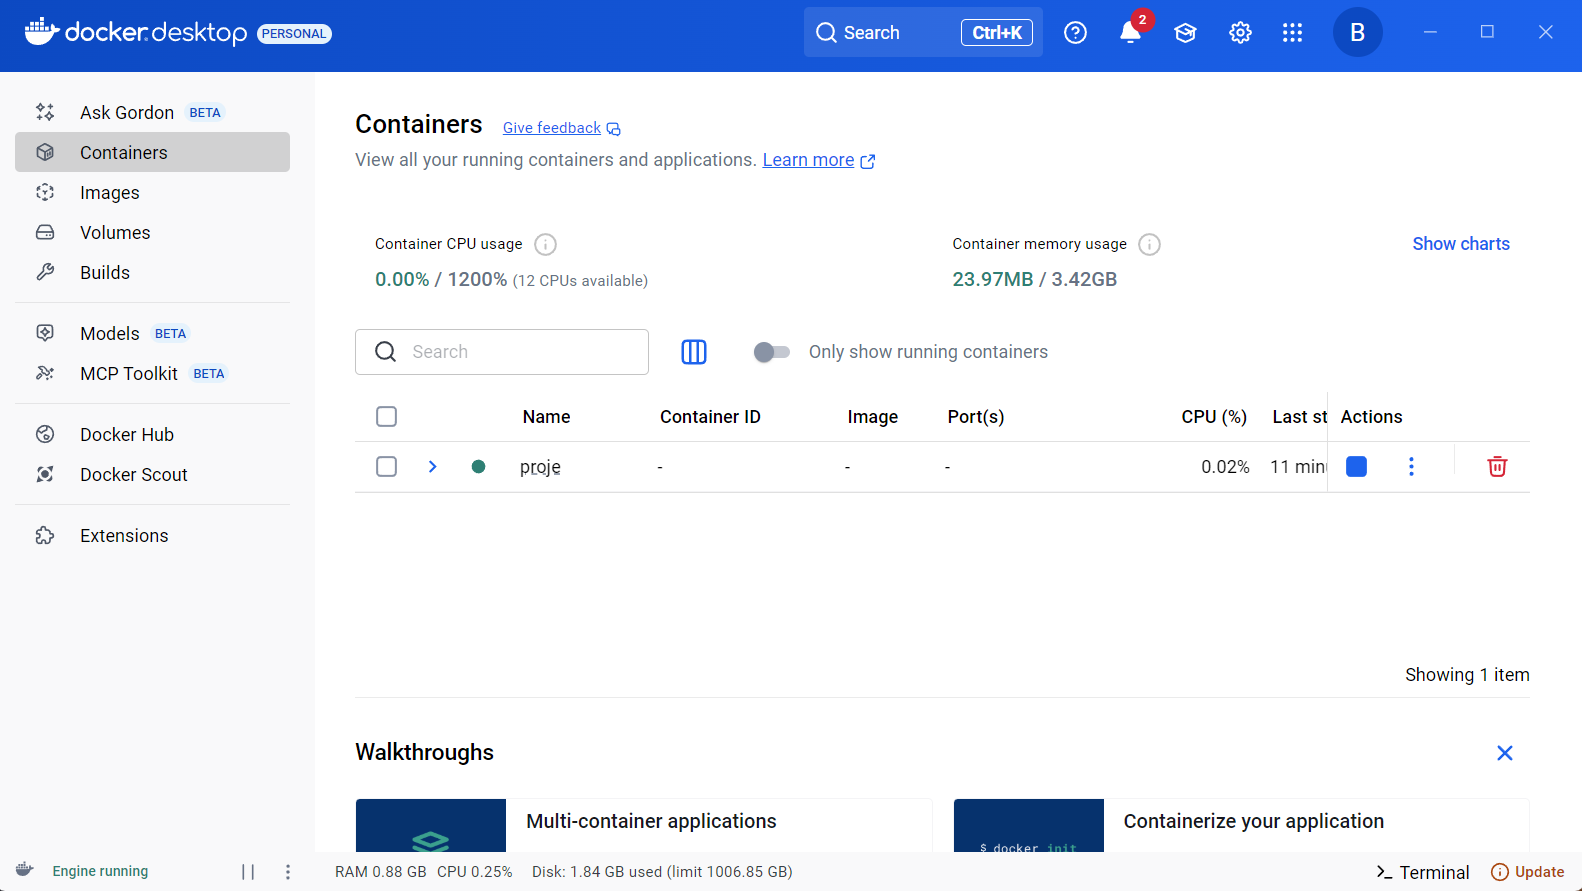 docker.desktop PERSONAL
Search Ctrl+K
2
B
Ask Gordon BETA
Containers
Images
Volumes
Builds
Models BETA
MCP Toolkit BETA
Docker Hub
Docker Scout
Extensions
Containers Give feedback
View all your running containers and applications. Learn more
Container CPU usage
0.00% / 1200% (12 CPUs available)
Container memory usage
23.97MB / 3.42GB
Show charts
Search
Only show running containers
Name Container ID Image Port(s) CPU (%) Last st Actions
proje - - - 0.02% 11 minu
Showing 1 item
Walkthroughs
Multi-container applications
$ docker init
Containerize your application
Engine running
RAM 0.88 GB CPU 0.25% Disk: 1.84 GB used (limit 1006.85 GB)
Terminal
Update